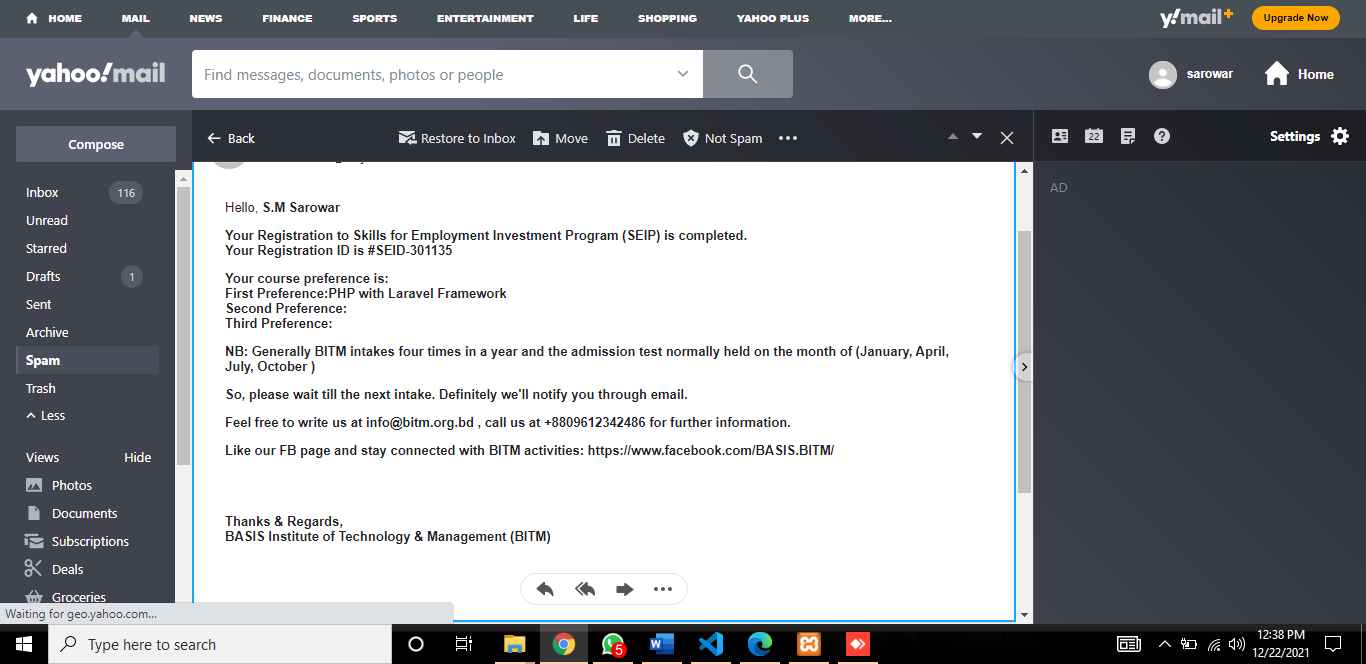 HOME MAIL NEWS FINANCE SPORTS ENTERTAINMENT LIFE SHOPPING YAHOO PLUS MORE... y!mail+ Upgrade Now
yahoo!mail Find messages, documents, photos or people sarowar Home
Compose Back Restore to Inbox Move Delete Not Spam ••• 22 Settings
AD
Inbox 116
Unread
Starred
Drafts 1
Sent
Archive
Spam
Trash
Less
Views Hide
Photos
Documents
Subscriptions
Deals
Groceries
Hello, S.M Sarowar
Your Registration to Skills for Employment Investment Program (SEIP) is completed.
Your Registration ID is #SEID-301135
Your course preference is:
First Preference:PHP with Laravel Framework
Second Preference:
Third Preference:
NB: Generally BITM intakes four times in a year and the admission test normally held on the month of (January, April,
July, October )
So, please wait till the next intake. Definitely we'll notify you through email.
Feel free to write us at info@bitm.org.bd , call us at +8809612342486 for further information.
Like our FB page and stay connected with BITM activities: https://www.facebook.com/BASIS.BITM/
Thanks & Regards,
BASIS Institute of Technology & Management (BITM)
Waiting for geo.yahoo.com...
Type here to search 5 12:38 PM
12/22/2021